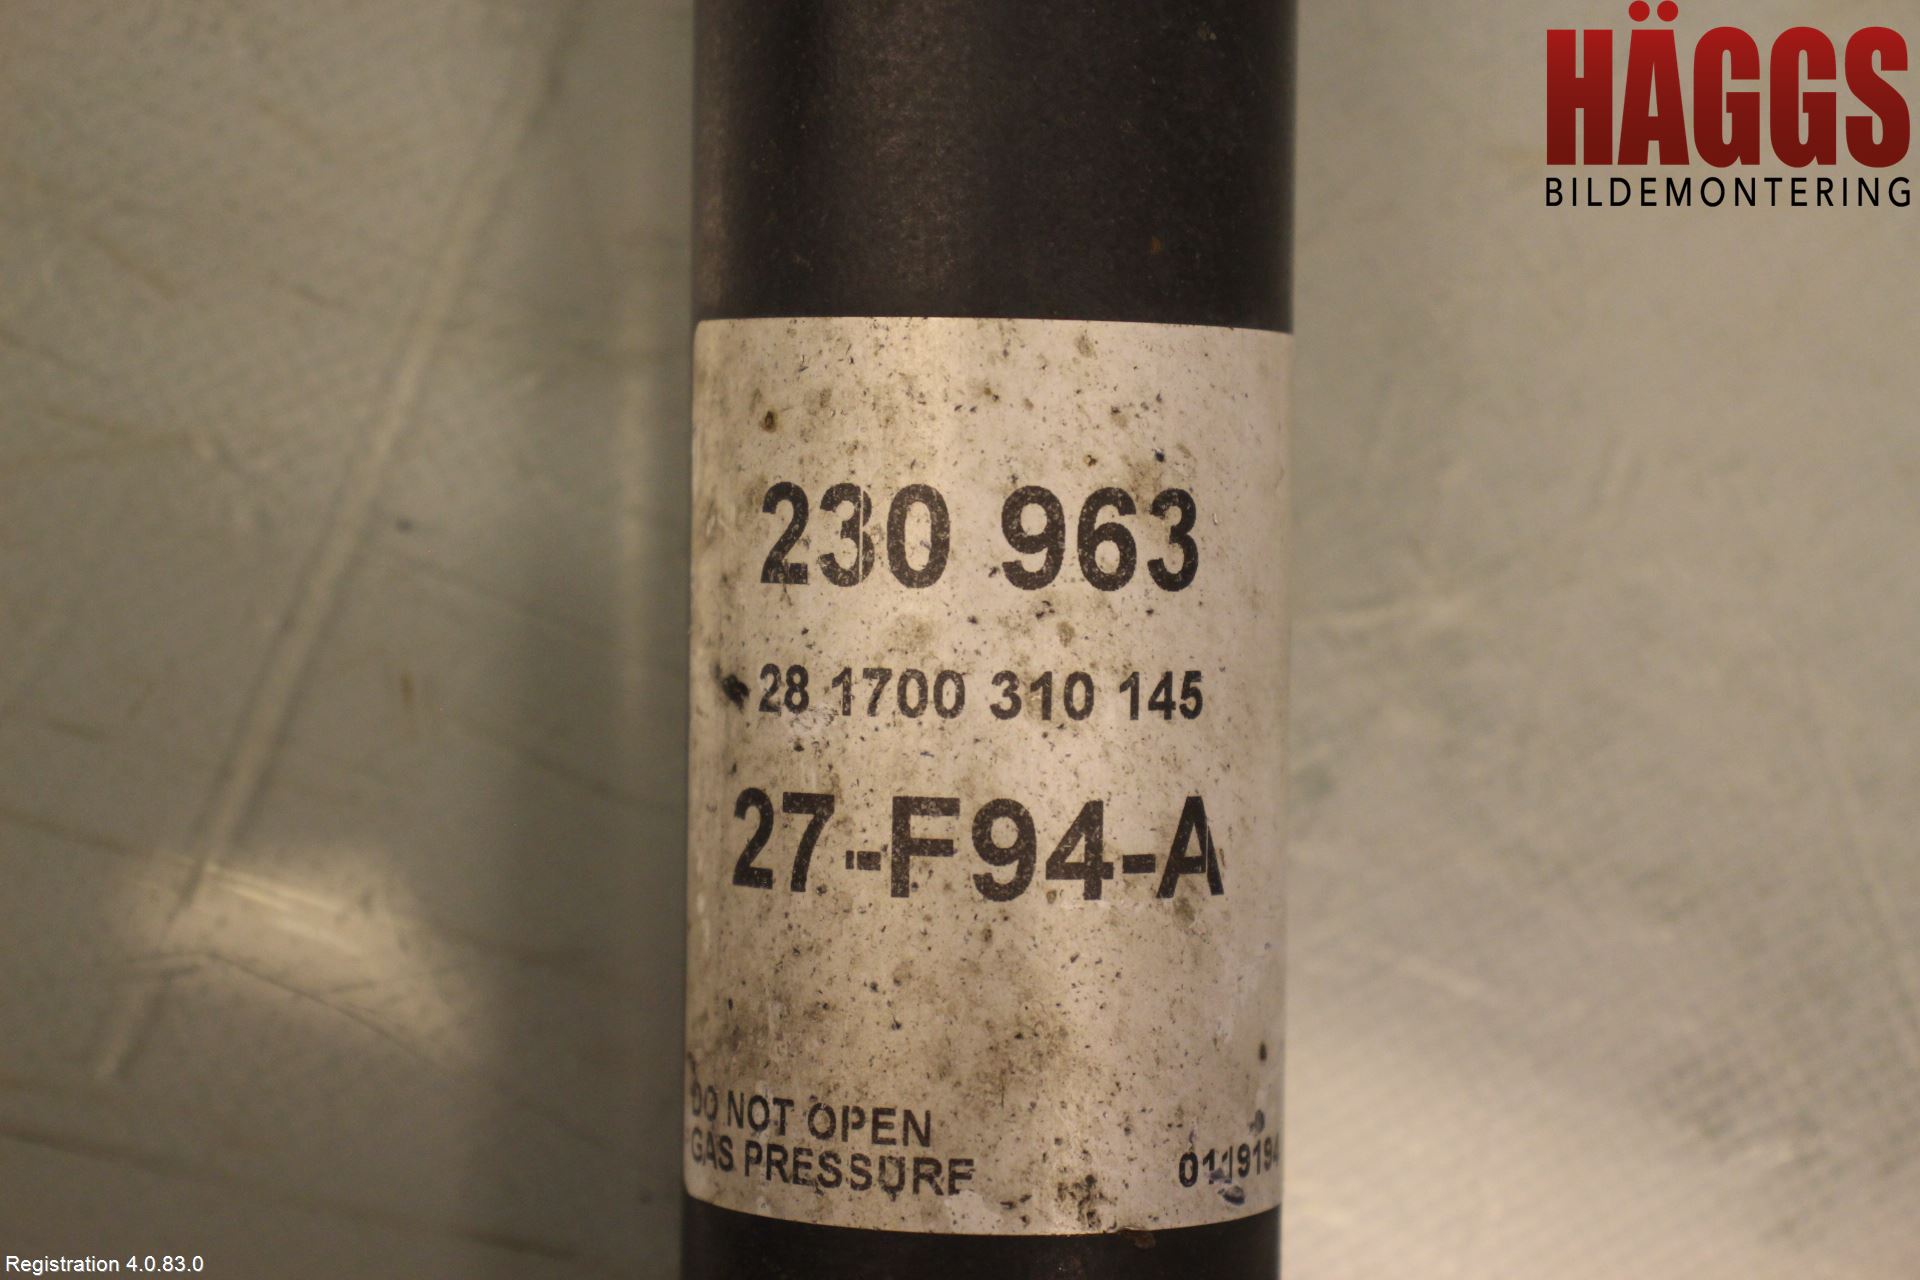 HÄGGS
BILDEMONTERING
230 963
28 1700 310 145
27-F94-A
DO NOT OPEN
GAS PRESSURE
0119194
Registration 4.0.83.0